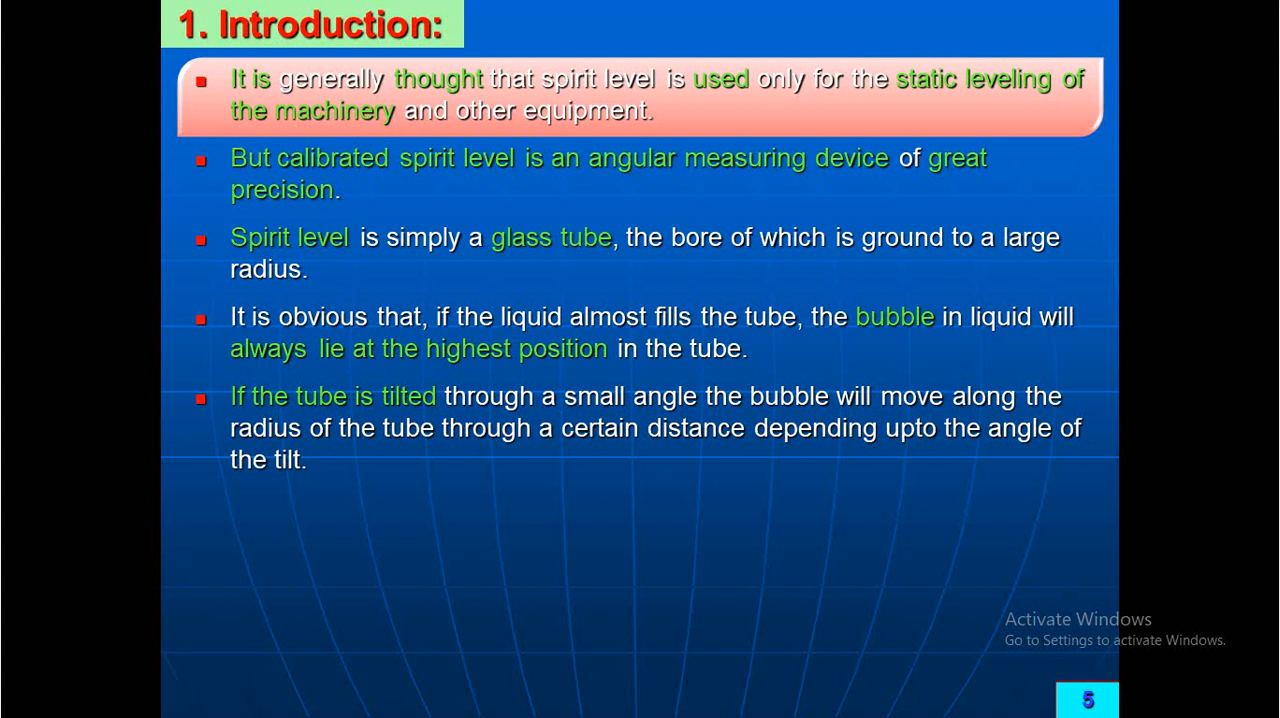 1. Introduction:
▪ It is generally thought that spirit level is used only for the static leveling of
the machinery and other equipment.
▪ But calibrated spirit level is an angular measuring device of great
precision.
▪ Spirit level is simply a glass tube, the bore of which is ground to a large
radius.
▪ It is obvious that, if the liquid almost fills the tube, the bubble in liquid will
always lie at the highest position in the tube.
▪ If the tube is tilted through a small angle the bubble will move along the
radius of the tube through a certain distance depending upto the angle of
the tilt.
Activate Windows
Go to Settings to activate Windows.
5